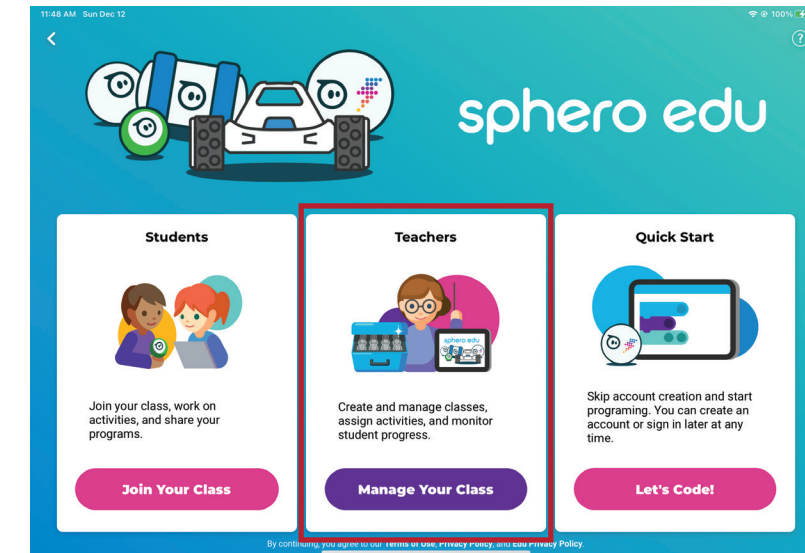 11:48 AM Sun Dec 12
100%
sphero edu
Students
Join your class, work on
activities, and share your
programs.
Join Your Class
Teachers
sphero edu
Create and manage classes,
assign activities, and monitor
student progress.
Manage Your Class
Quick Start
Skip account creation and start
programing. You can create an
account or sign in later at any
time.
Let's Code!
By continuing, you agree to our Terms of Use, Privacy Policy, and Edu Privacy Policy.